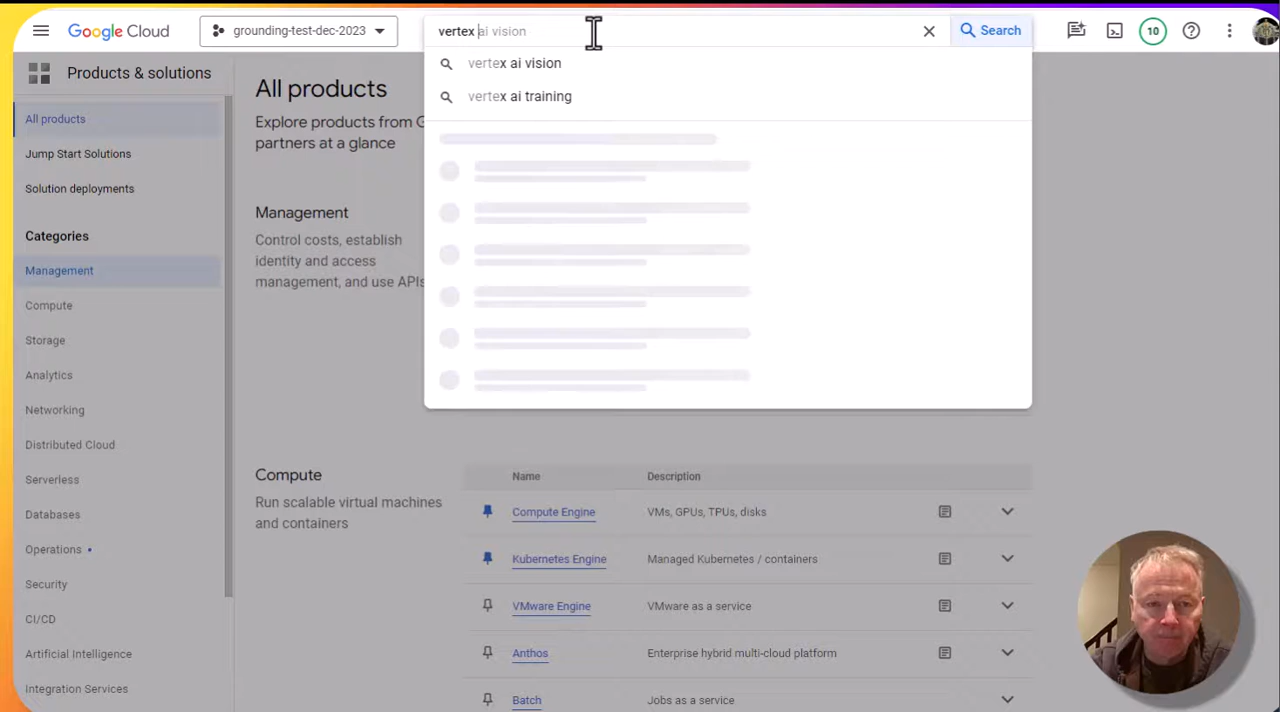 Google Cloud
grounding-test-dec-2023
vertex ai vision
Search
10
vertex ai vision
vertex ai training
Products & solutions
All products
Jump Start Solutions
Solution deployments
Categories
Management
Compute
Storage
Analytics
Networking
Distributed Cloud
Serverless
Databases
Operations
Security
CI/CD
Artificial Intelligence
Integration Services
All products
Explore products from G
partners at a glance
Management
Control costs, establish
identity and access
management, and use APIs
Compute
Run scalable virtual machines
and containers
Name Description
Compute Engine VMs, GPUs, TPUs, disks
Kubernetes Engine Managed Kubernetes / containers
VMware Engine VMware as a service
Anthos Enterprise hybrid multi-cloud platform
Batch Jobs as a service